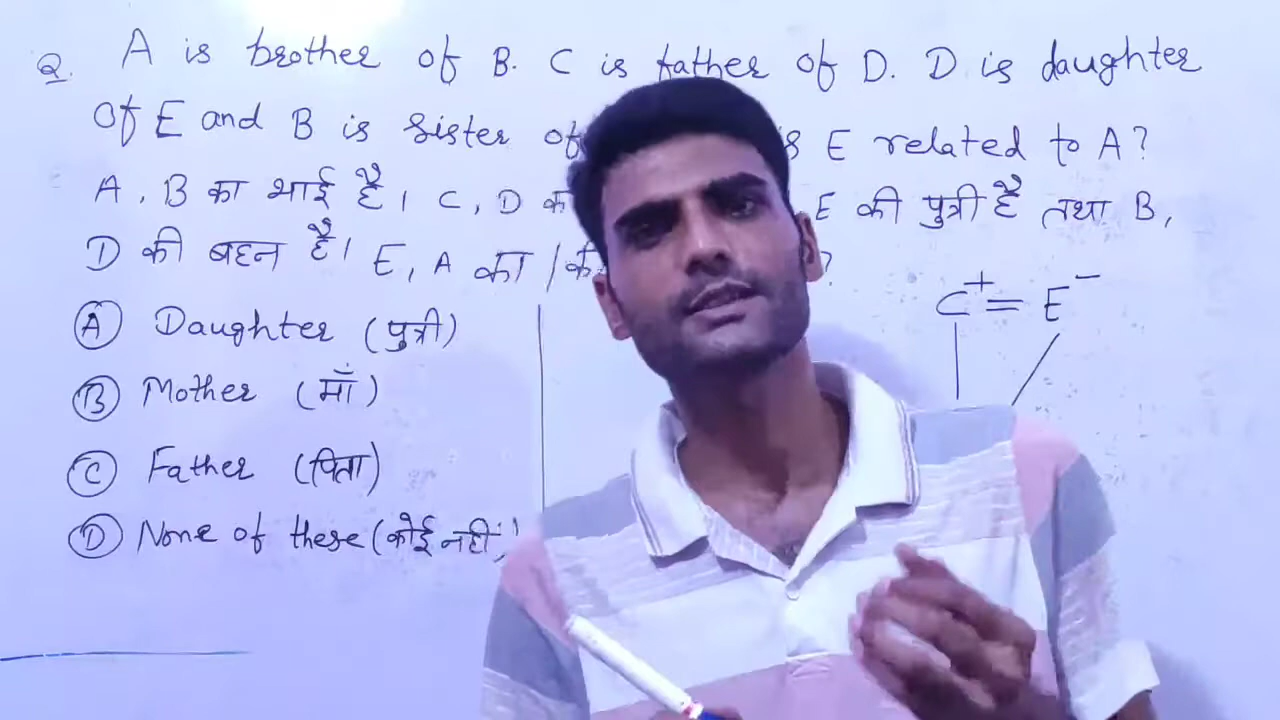 Q. A is brother of B. C is father of D. D is daughter
of E and B is sister of E related to A?
A, B का भाई है। C, D E की पुत्री है तथा B,
D की बहन है। E, A का / ?
C⁺ = E⁻
(A) Daughter (पुत्री)
(B) Mother (माँ)
(C) Father (पिता)
(D) None of these (कोई नहीं)